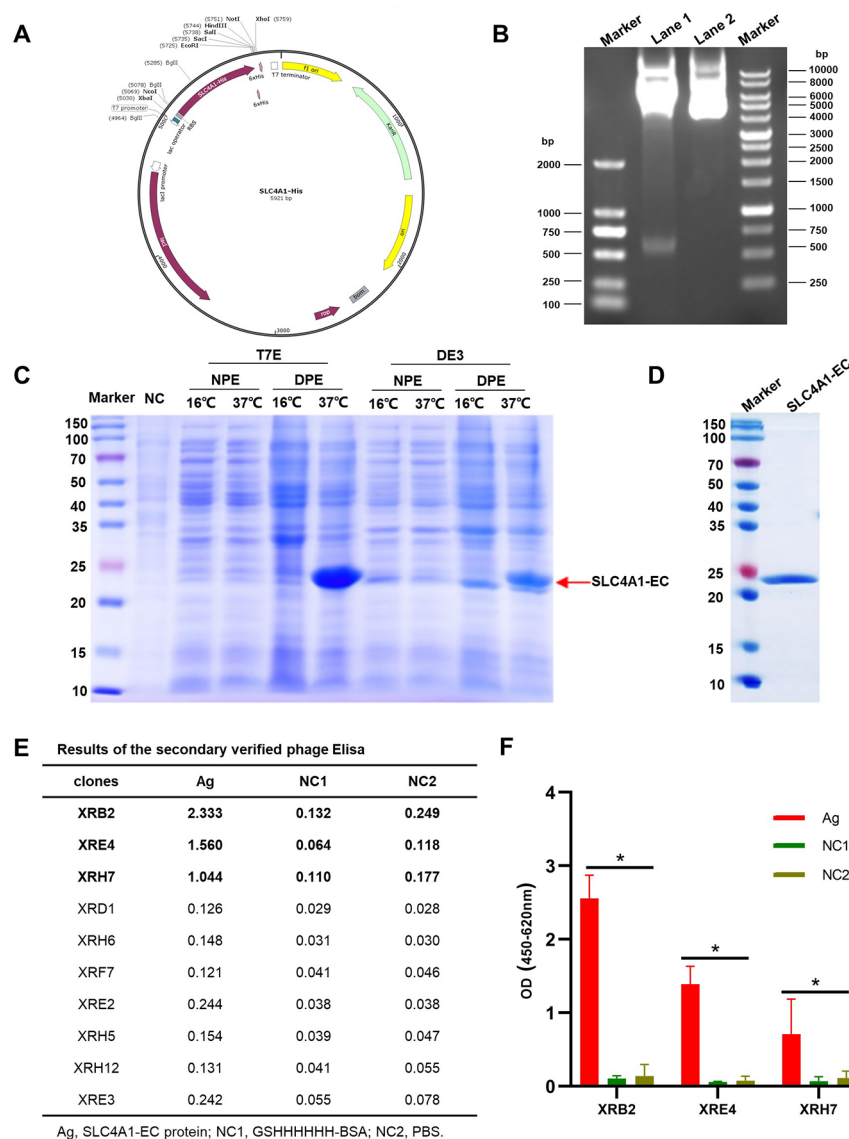 A
(5751) NotI XhoI (5759)
(5744) HindIII
(5738) SalI
(5735) SacI
(5725) EcoRI
(5285) BglI
(5078) BglI
(5069) NcoI
(5030) XbaI
T7 promoter
(4964) BglII
lac operator
RBS
SLC4A1-His
6xHis
6xHis
T7 terminator
f1 ori
KanR
ori
bom
rop
lacI
lacI promoter
1000
2000
3000
4000
5000
SLC4A1-His
5921 bp
B
Marker Lane 1 Lane 2 Marker
bp
2000
1000
750
500
250
100
bp
10000
8000
6000
5000
4000
3000
2500
2000
1500
1000
750
500
250
C
T7E DE3
Marker NC NPE DPE NPE DPE
16℃ 37℃ 16℃ 37℃ 16℃ 37℃ 16℃ 37℃
150
100
70
50
40
35
25
20
15
10
SLC4A1-EC
D
Marker SLC4A1-EC
150
100
70
50
40
35
25
20
15
10
E Results of the secondary verified phage Elisa
clones Ag NC1 NC2
XRB2 2.333 0.132 0.249
XRE4 1.560 0.064 0.118
XRH7 1.044 0.110 0.177
XRD1 0.126 0.029 0.028
XRH6 0.148 0.031 0.030
XRF7 0.121 0.041 0.046
XRE2 0.244 0.038 0.038
XRH5 0.154 0.039 0.047
XRH12 0.131 0.041 0.055
XRE3 0.242 0.055 0.078
Ag, SLC4A1-EC protein; NC1, GSHHHHHH-BSA; NC2, PBS.
F
OD (450-620nm)
4
3
2
1
0
* * *
Ag
NC1
NC2
XRB2 XRE4 XRH7